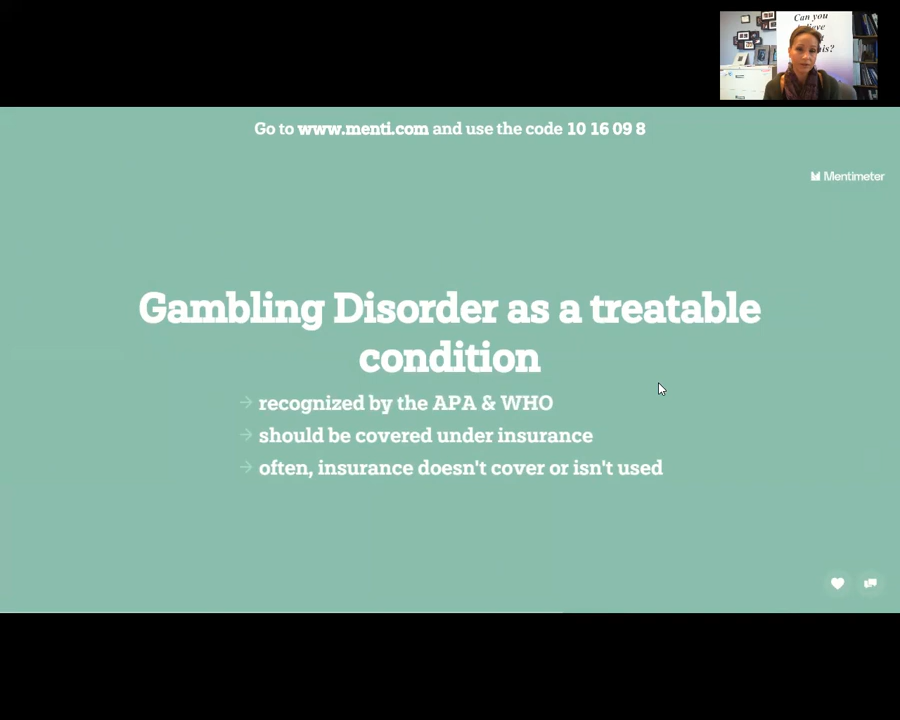 Can you
this?
Go to www.menti.com and use the code 10 16 09 8
Mentimeter
Gambling Disorder as a treatable
condition
→ recognized by the APA & WHO
→ should be covered under insurance
→ often, insurance doesn't cover or isn't used